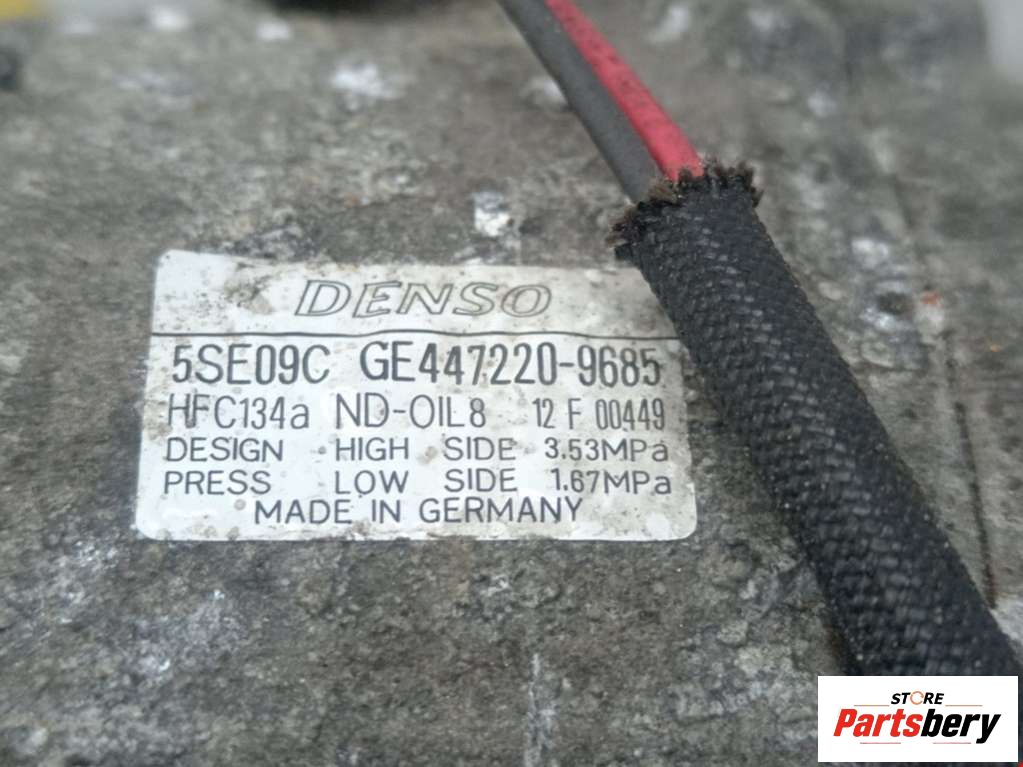 DENSO
5SE09C GE447220-9685
HFC134a ND-OIL8 12 F 00449
DESIGN HIGH SIDE 3.53MPa
PRESS LOW SIDE 1.67MPa
MADE IN GERMANY
STORE
Partsbery